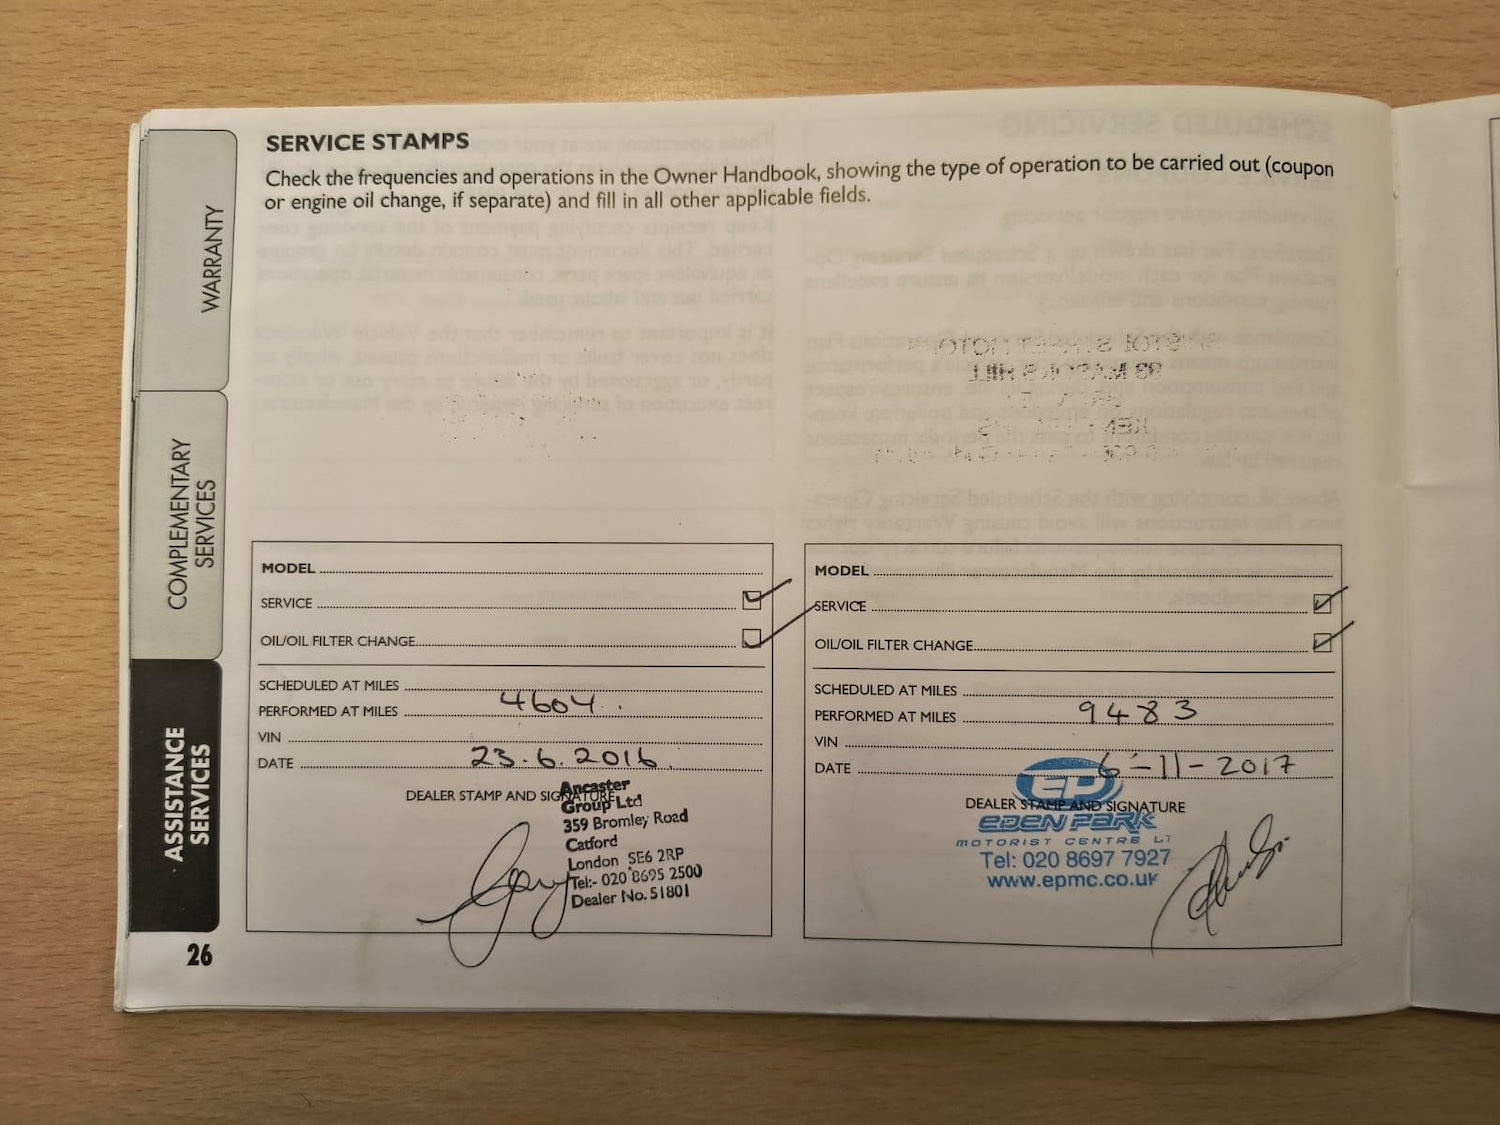 SERVICE STAMPS
Check the frequencies and operations in the Owner Handbook, showing the type of operation to be carried out (coupon
or engine oil change, if separate) and fill in all other applicable fields.
WARRANTY
COMPLEMENTARY
SERVICES
ASSISTANCE
SERVICES
26
MODEL
SERVICE
OIL/OIL FILTER CHANGE
SCHEDULED AT MILES
PERFORMED AT MILES 4604.
VIN
DATE 23.6.2016.
DEALER STAMP AND SIGNATURE
Ancaster
Group Ltd
359 Bromley Road
Catford
London SE6 2RP
Tel:- 020 8695 2500
Dealer No. 51801
MODEL
SERVICE
OIL/OIL FILTER CHANGE
SCHEDULED AT MILES
PERFORMED AT MILES 9483
VIN
DATE 6-11-2017
DEALER STAMP AND SIGNATURE
EP
EDEN PARK
MOTORIST CENTRE
Tel: 020 8697 7927
www.epmc.co.uk